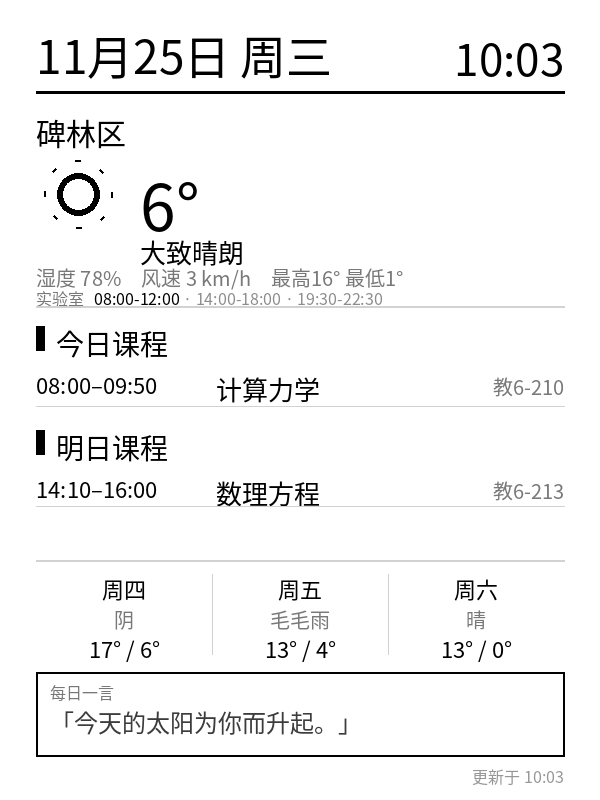 11月25日 周三 10:03
碑林区
6°
大致晴朗
湿度 78% 风速 3 km/h 最高16° 最低1°
实验室 08:00-12:00 · 14:00-18:00 · 19:30-22:30
今日课程
08:00–09:50 计算力学 教6-210
明日课程
14:10–16:00 数理方程 教6-213
周四 周五 周六
阴 毛毛雨 晴
17° / 6° 13° / 4° 13° / 0°
每日一言
「今天的太阳为你而升起。」
更新于 10:03